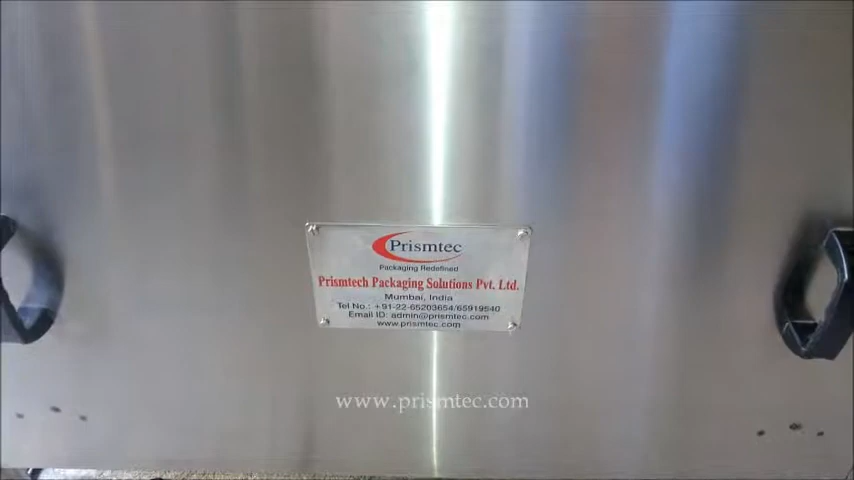 Prismtec
Packaging Redefined
Prismtech Packaging Solutions Pvt. Ltd.
Mumbai, India
Tel No.: +91-22-65203654/65919540
Email ID: admin@prismtec.com
www.prismtec.com
www.prismtec.com